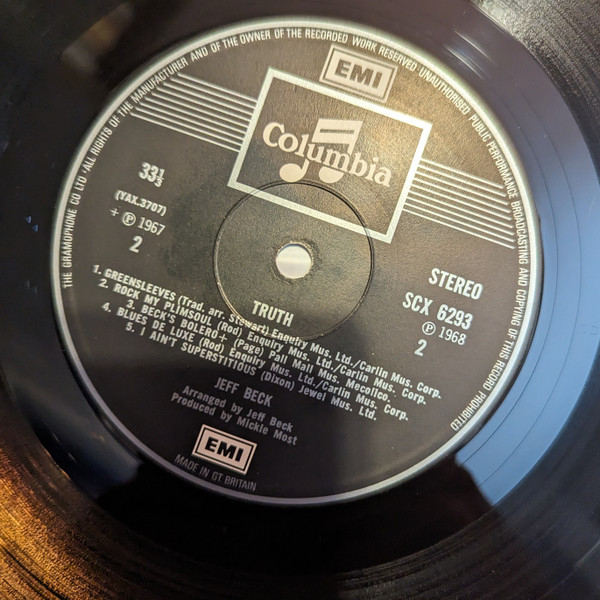 THE GRAMOPHONE CO LTD · ALL RIGHTS OF THE MANUFACTURER AND OF THE OWNER OF THE RECORDED WORK RESERVED · UNAUTHORISED PUBLIC PERFORMANCE BROADCASTING AND COPYING OF THIS RECORD PROHIBITED
EMI
Columbia
33⅓
(YAX.3707)
+ ℗ 1967
2
STEREO
SCX 6293
℗ 1968
2
TRUTH
1. GREENSLEEVES (Trad. arr. Stewart) Enquiry Mus. Ltd./Carlin Mus. Corp.
2. ROCK MY PLIMSOUL (Rod) Enquiry Mus. Ltd./Carlin Mus. Corp.
3. BECK'S BOLERO + (Page) Pall Mall Mus. Mecolico.
4. BLUES DE LUXE (Rod) Enquiry Mus. Ltd./Carlin Mus. Corp.
5. I AIN'T SUPERSTITIOUS (Dixon) Jewel Mus. Ltd.
JEFF BECK
Arranged by Jeff Beck
Produced by Mickie Most
EMI
MADE IN GT BRITAIN